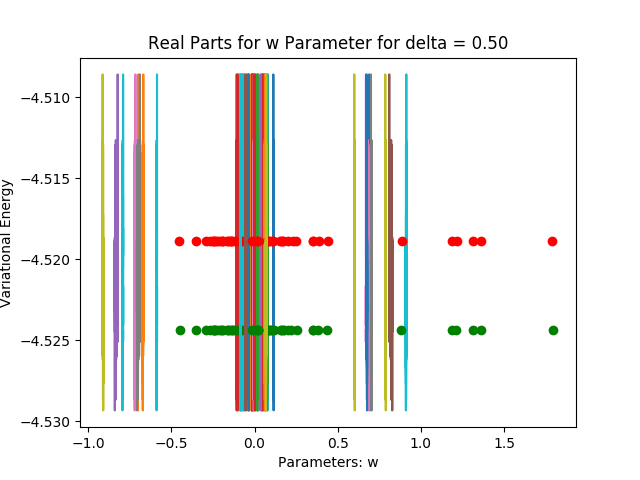 Real Parts for w Parameter for delta = 0.50
Variational Energy
−4.510
−4.515
−4.520
−4.525
−4.530
−1.0 −0.5 0.0 0.5 1.0 1.5
Parameters: w